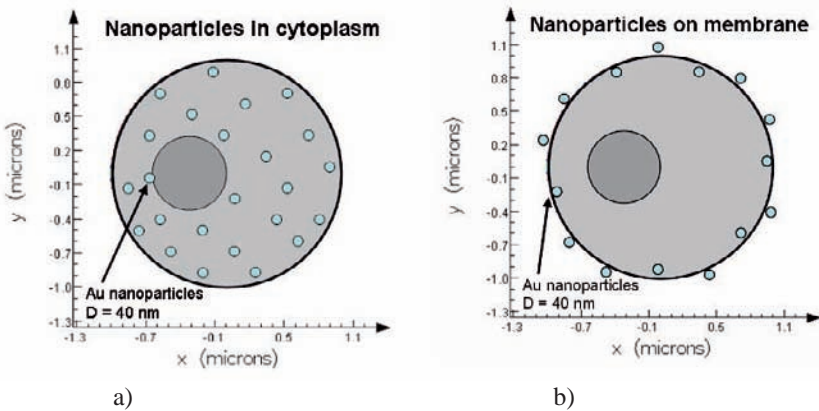 Nanoparticles in cytoplasm
1.1
0.0
0.5
0.2
-0.1
-0.4
-0.7
-1.0
-1.3
y (microns)
Au nanoparticles
D = 40 nm
-1.3
-0.7
-0.1
0.5
1.1
x (microns)
a)
Nanoparticles on membrane
1.1
0.8
0.5
0.2
-0.1
-0.4
-0.7
-1.0
-1.3
y (microns)
Au nanoparticles
D = 40 nm
-1.3
-0.7
-0.1
0.5
1.1
x (microns)
b)